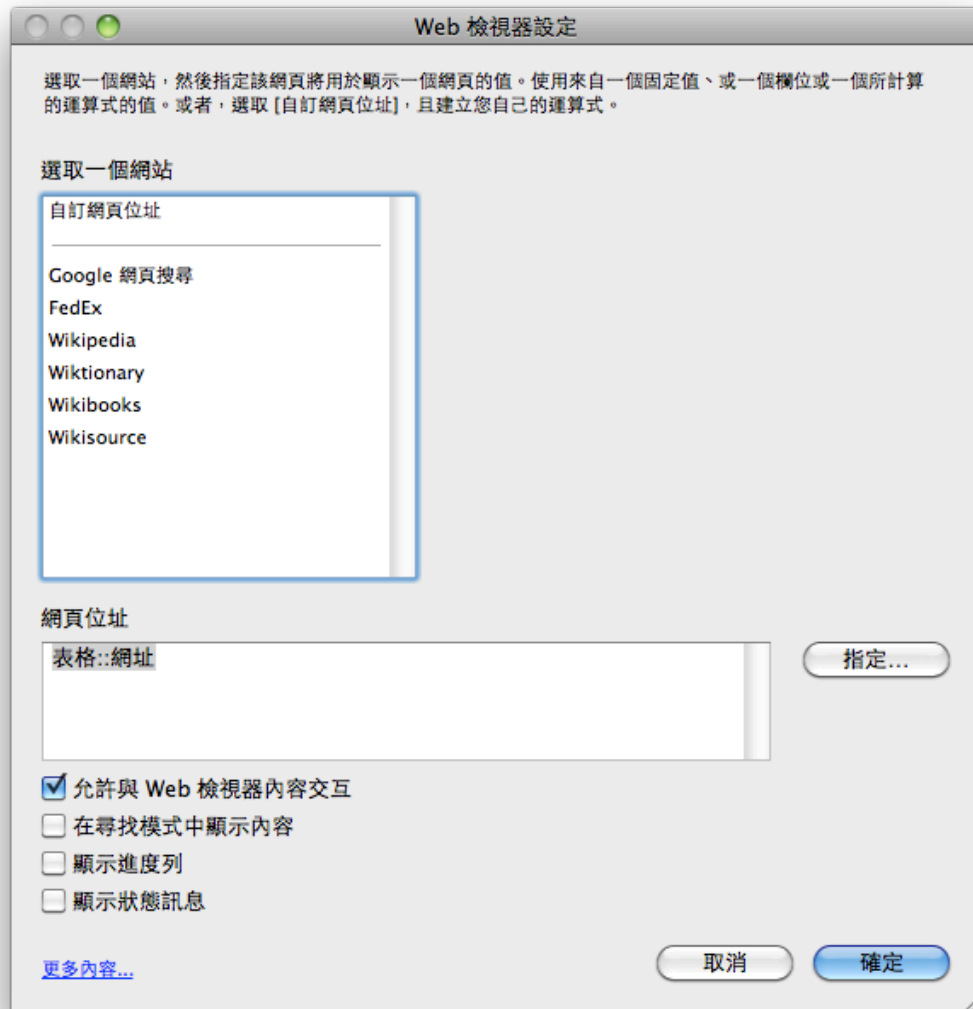 Web 檢視器設定
選取一個網站，然後指定該網頁將用於顯示一個網頁的值。使用來自一個固定值、或一個欄位或一個所計算
的運算式的值。或者，選取 [自訂網頁位址]，且建立您自己的運算式。
選取一個網站
自訂網頁位址
Google 網頁搜尋
FedEx
Wikipedia
Wiktionary
Wikibooks
Wikisource
網頁位址
表格::網址
指定...
允許與 Web 檢視器內容交互
在尋找模式中顯示內容
顯示進度列
顯示狀態訊息
更多內容...
取消
確定